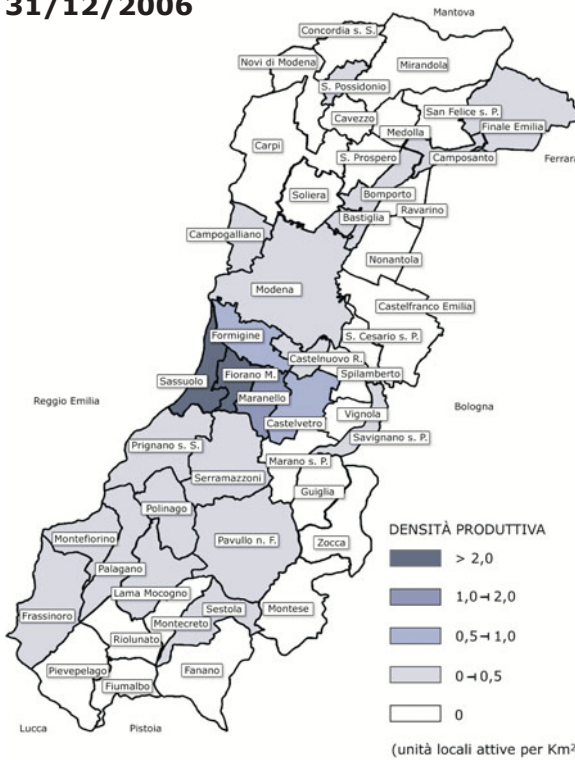 31/12/2006
Mantova
Concordia s. S.
Novi di Modena
Mirandola
S. Possidonio
Cavezzo
San Felice s. P.
Medolla
Finale Emilia
Carpi
S. Prospero
Camposanto
Ferrara
Soliera
Bomporto
Ravarino
Bastiglia
Campogalliano
Nonantola
Modena
Castelfranco Emilia
Formigine
S. Cesario s. P.
Castelnuovo R.
Sassuolo
Fiorano M.
Spilamberto
Reggio Emilia
Maranello
Bologna
Vignola
Castelvetro
Savignano s. P.
Prignano s. S.
Marano s. P.
Serramazzoni
Guiglia
Polinago
DENSITÀ PRODUTTIVA
Montefiorino
Pavullo n. F.
Zocca
> 2,0
Palagano
Lama Mocogno
1,0⊣2,0
Frassinoro
Sestola
Montese
Montecreto
Riolunato
0,5⊣1,0
Pievepelago
Fanano
0⊣0,5
Fiumalbo
0
Lucca
Pistoia
(unità locali attive per Km²